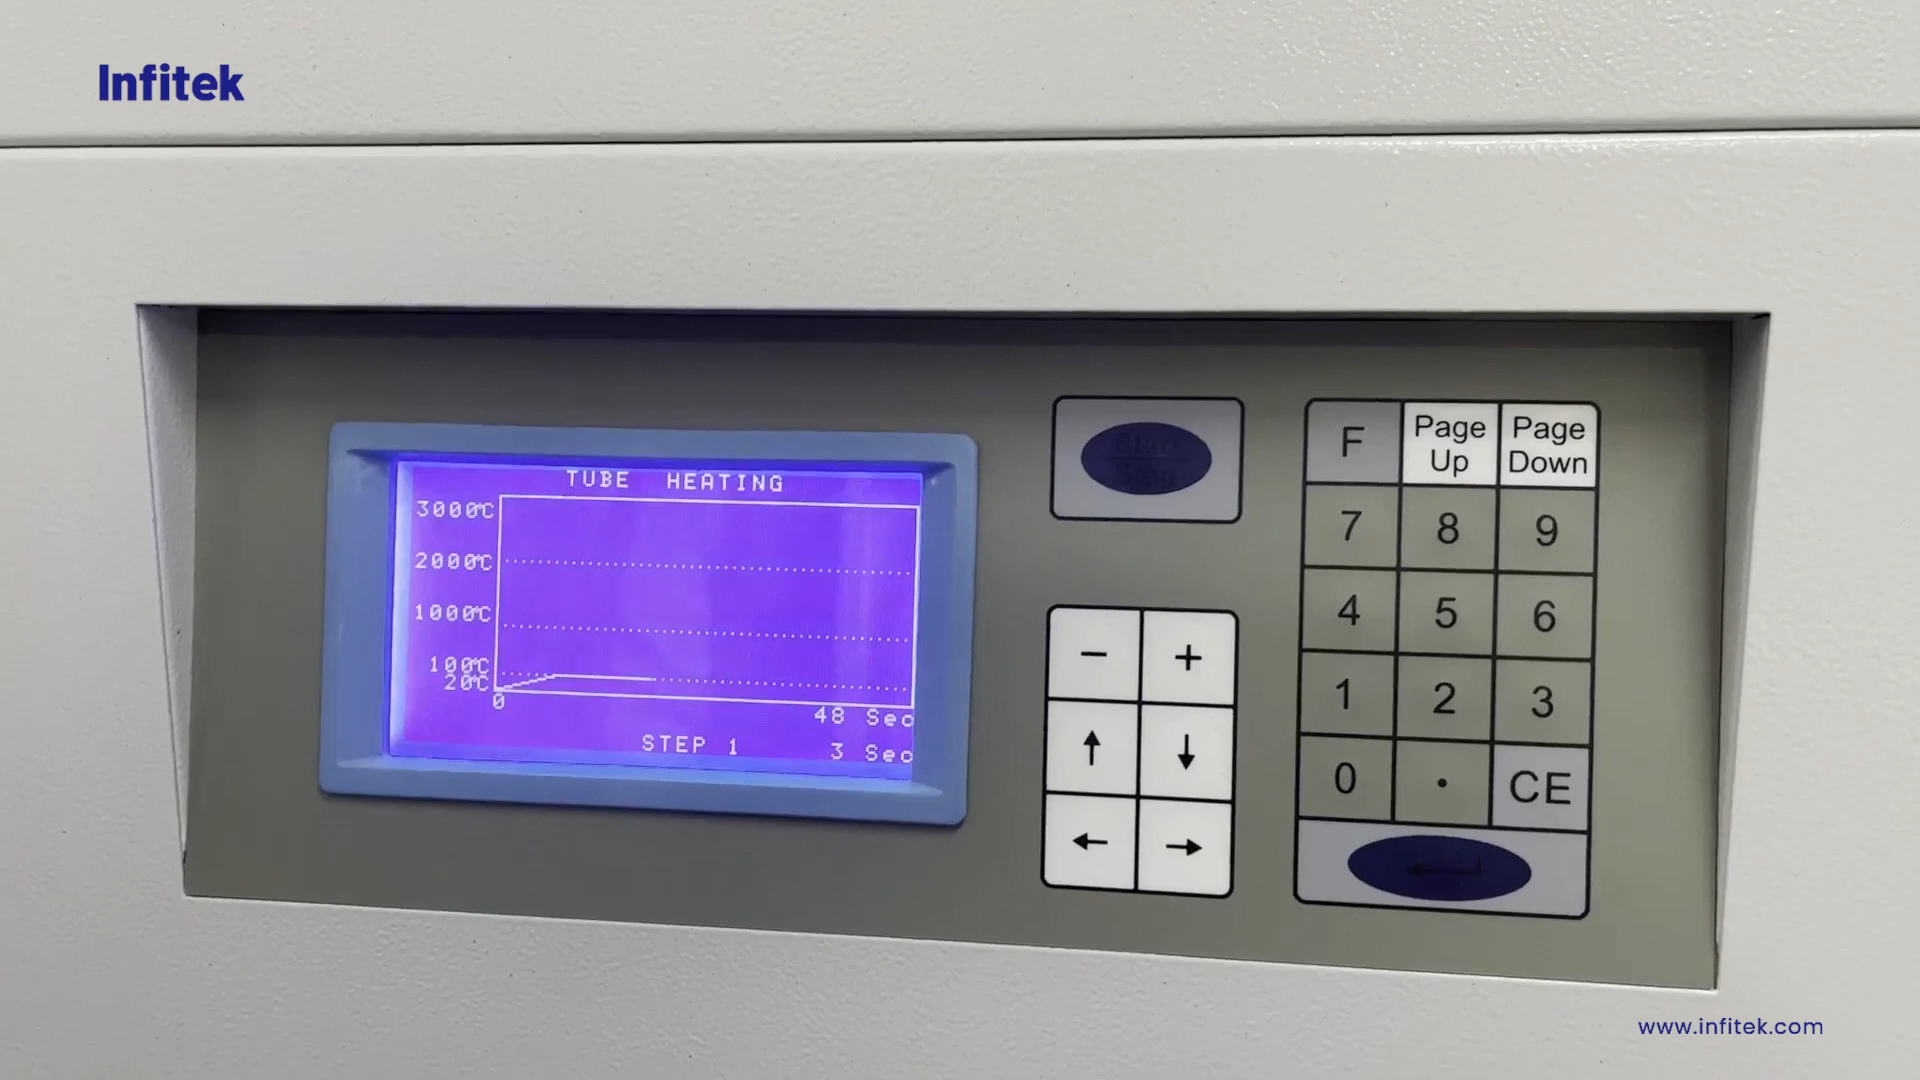 Infitek
TUBE HEATING
3000℃
2000℃
1000℃
100℃
20℃
0
48 Sec
STEP 1
3 Sec
− +
↑ ↓
← →
F Page Up Page Down
7 8 9
4 5 6
1 2 3
0 . CE
www.infitek.com